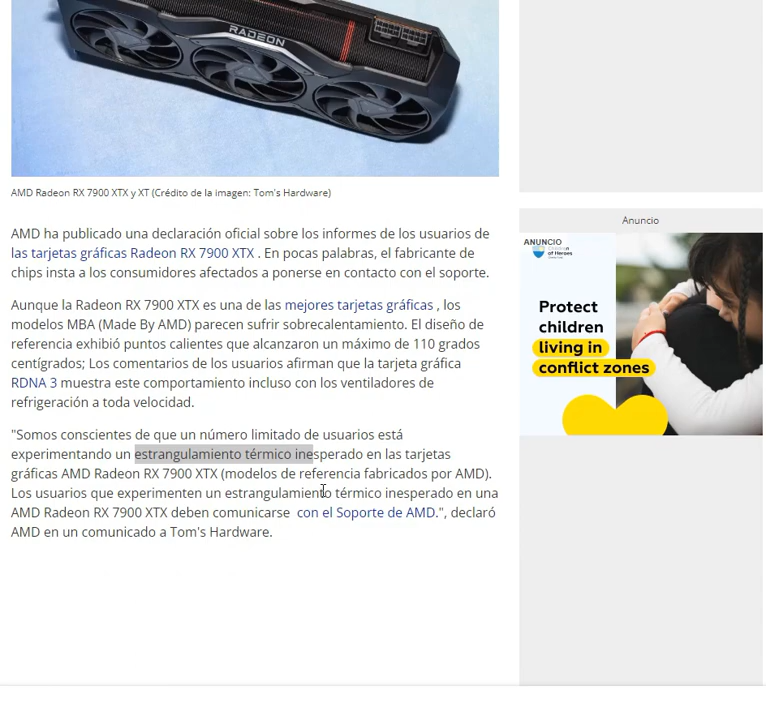 RADEON
AMD Radeon RX 7900 XTX y XT (Crédito de la imagen: Tom's Hardware)
AMD ha publicado una declaración oficial sobre los informes de los usuarios de
las tarjetas gráficas Radeon RX 7900 XTX . En pocas palabras, el fabricante de
chips insta a los consumidores afectados a ponerse en contacto con el soporte.
Aunque la Radeon RX 7900 XTX es una de las mejores tarjetas gráficas , los
modelos MBA (Made By AMD) parecen sufrir sobrecalentamiento. El diseño de
referencia exhibió puntos calientes que alcanzaron un máximo de 110 grados
centígrados; Los comentarios de los usuarios afirman que la tarjeta gráfica
RDNA 3 muestra este comportamiento incluso con los ventiladores de
refrigeración a toda velocidad.
"Somos conscientes de que un número limitado de usuarios está
experimentando un estrangulamiento térmico inesperado en las tarjetas
gráficas AMD Radeon RX 7900 XTX (modelos de referencia fabricados por AMD).
Los usuarios que experimenten un estrangulamiento térmico inesperado en una
AMD Radeon RX 7900 XTX deben comunicarse  con el Soporte de AMD.", declaró
AMD en un comunicado a Tom's Hardware.
Anuncio
ANUNCIO
of Heroes
Protect
children
living in
conflict zones